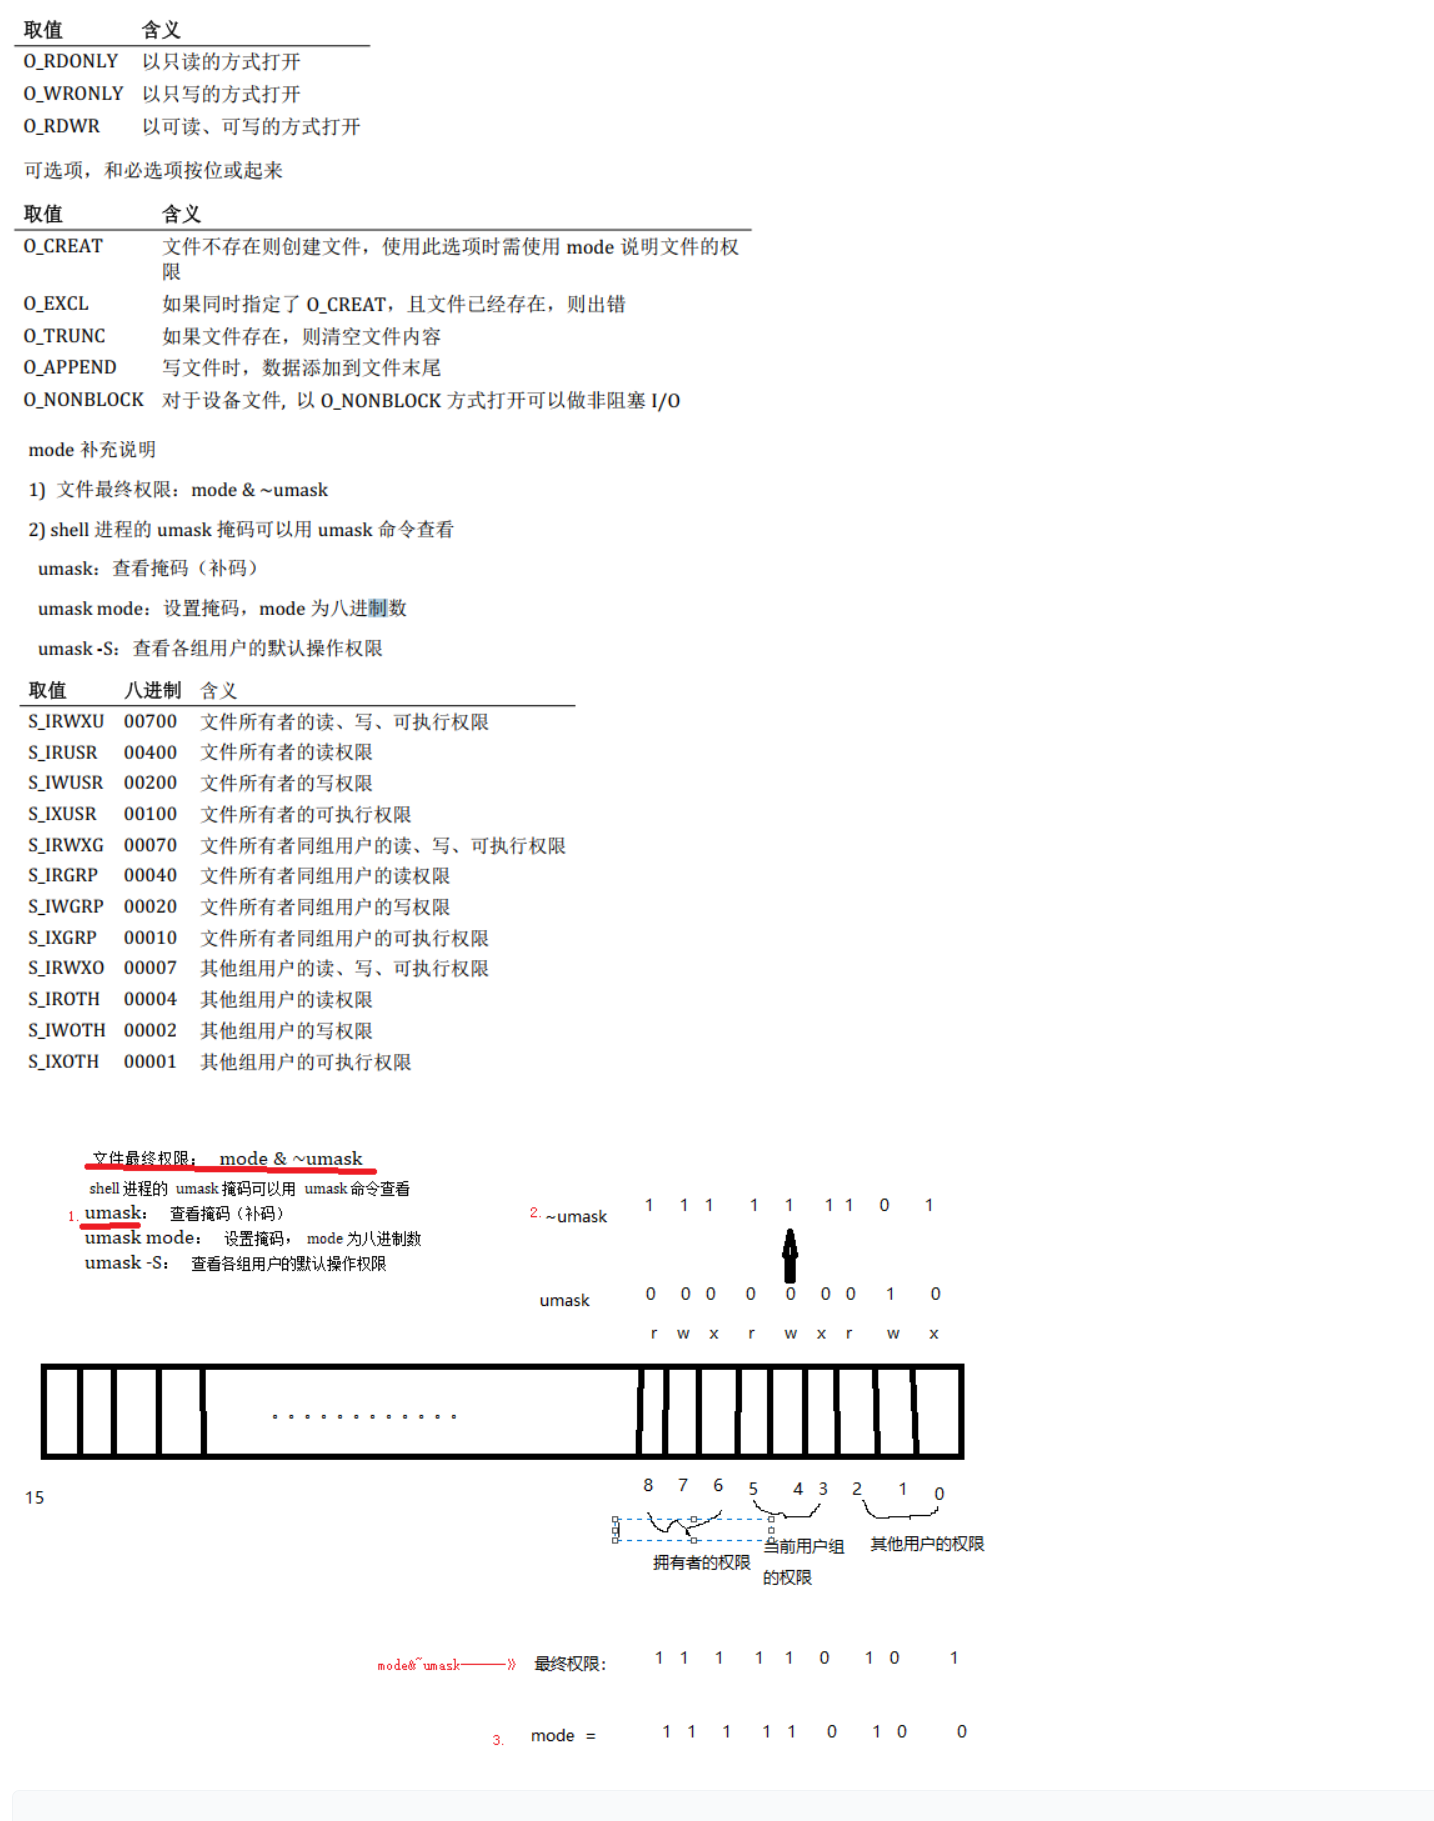 取值 含义
O_RDONLY 以只读的方式打开
O_WRONLY 以只写的方式打开
O_RDWR 以可读、可写的方式打开
可选项，和必选项按位或起来
取值 含义
O_CREAT 文件不存在则创建文件，使用此选项时需使用 mode 说明文件的权
限
O_EXCL 如果同时指定了 O_CREAT，且文件已经存在，则出错
O_TRUNC 如果文件存在，则清空文件内容
O_APPEND 写文件时，数据添加到文件末尾
O_NONBLOCK 对于设备文件, 以 O_NONBLOCK 方式打开可以做非阻塞 I/O
mode 补充说明
1) 文件最终权限：mode & ~umask
2) shell 进程的 umask 掩码可以用 umask 命令查看
umask：查看掩码（补码）
umask mode：设置掩码，mode 为八进制数
umask -S：查看各组用户的默认操作权限
取值 八进制 含义
S_IRWXU 00700 文件所有者的读、写、可执行权限
S_IRUSR 00400 文件所有者的读权限
S_IWUSR 00200 文件所有者的写权限
S_IXUSR 00100 文件所有者的可执行权限
S_IRWXG 00070 文件所有者同组用户的读、写、可执行权限
S_IRGRP 00040 文件所有者同组用户的读权限
S_IWGRP 00020 文件所有者同组用户的写权限
S_IXGRP 00010 文件所有者同组用户的可执行权限
S_IRWXO 00007 其他组用户的读、写、可执行权限
S_IROTH 00004 其他组用户的读权限
S_IWOTH 00002 其他组用户的写权限
S_IXOTH 00001 其他组用户的可执行权限
文件最终权限： mode & ~umask
shell 进程的 umask 掩码可以用 umask 命令查看
1. umask： 查看掩码（补码）
umask mode： 设置掩码， mode 为八进制数
umask -S： 查看各组用户的默认操作权限
2. ~umask 1 1 1 1 1 1 1 0 1
umask 0 0 0 0 0 0 0 1 0
r w x r w x r w x
。。。。。。。。。。。。
15 8 7 6 5 4 3 2 1 0
拥有者的权限
当前用户组
的权限
其他用户的权限
mode&~umask———》 最终权限: 1 1 1 1 1 0 1 0 1
3. mode = 1 1 1 1 1 0 1 0 0